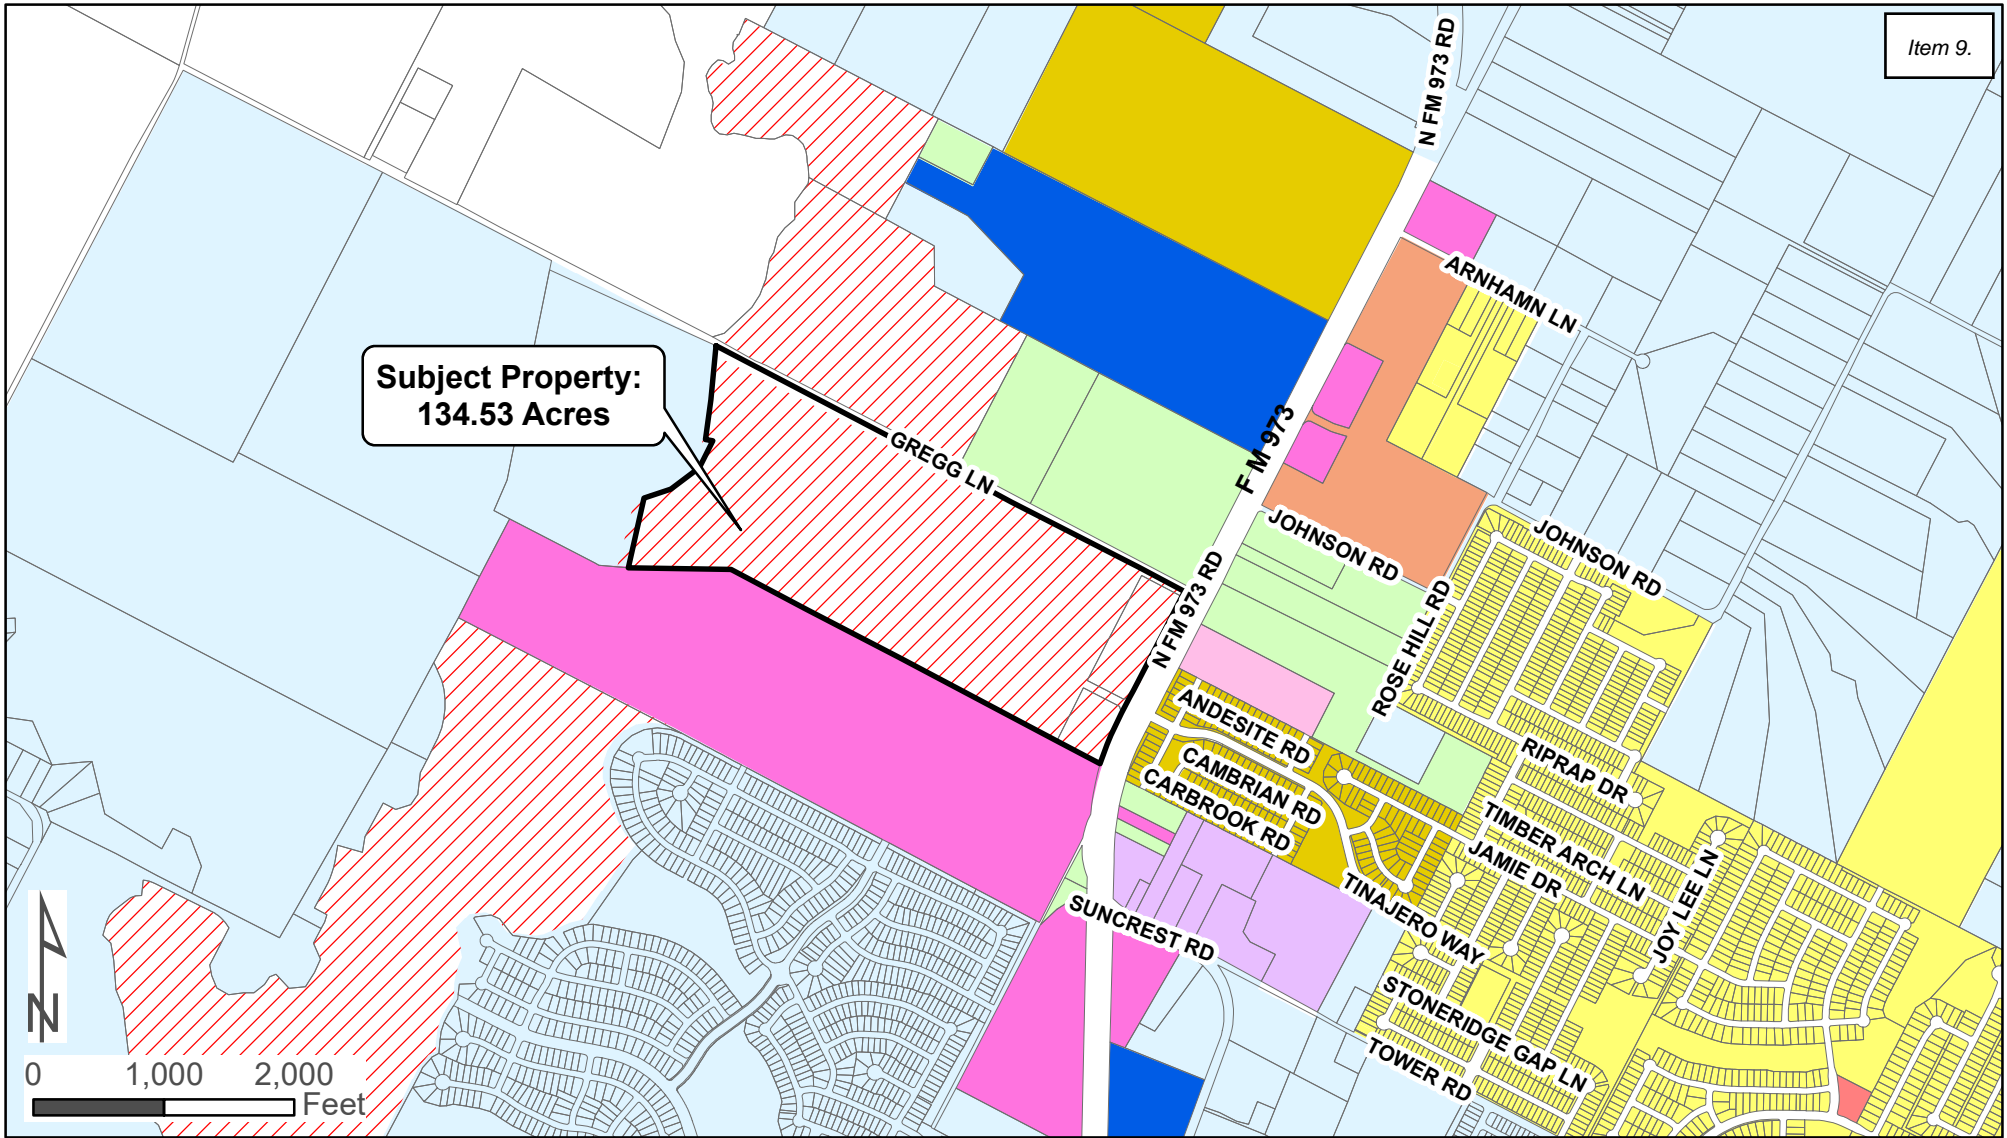 Item 9.
N FM 973 RD
ARNHAMN LN
Subject Property:
134.53 Acres
GREGG LN
F M 973
JOHNSON RD
JOHNSON RD
N FM 973 RD
ROSE HILL RD
ANDESITE RD
CAMBRIAN RD
CARBROOK RD
RIPRAP DR
TIMBER ARCH LN
JAMIE DR
JOY LEE LN
TINAJERO WAY
SUNCREST RD
STONERIDGE GAP LN
TOWER RD
N
0 1,000 2,000
Feet